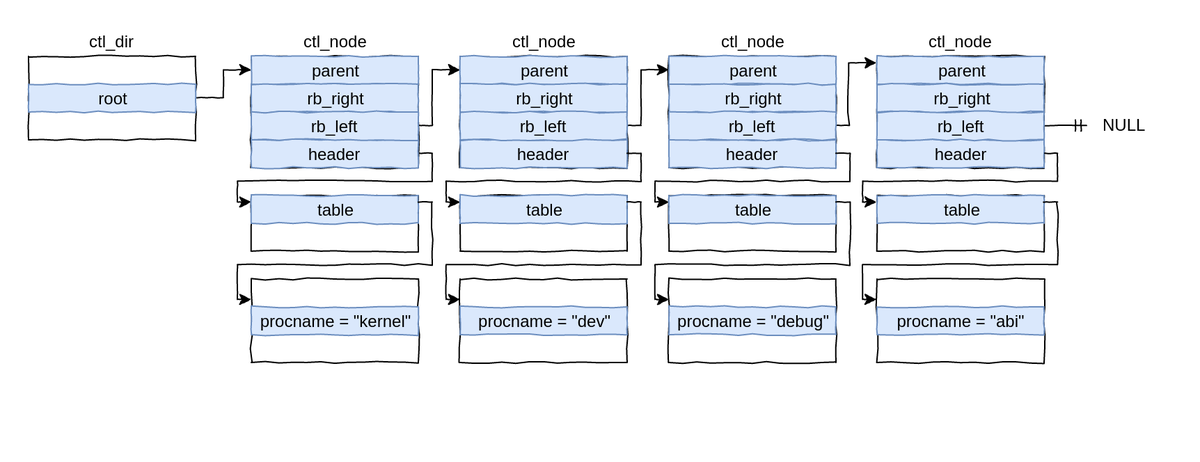 ctl_dir
ctl_node
ctl_node
ctl_node
ctl_node
parent
parent
parent
parent
root
rb_right
rb_right
rb_right
rb_right
rb_left
rb_left
rb_left
rb_left
NULL
header
header
header
header
table
table
table
table
procname = "kernel"
procname = "dev"
procname = "debug"
procname = "abi"